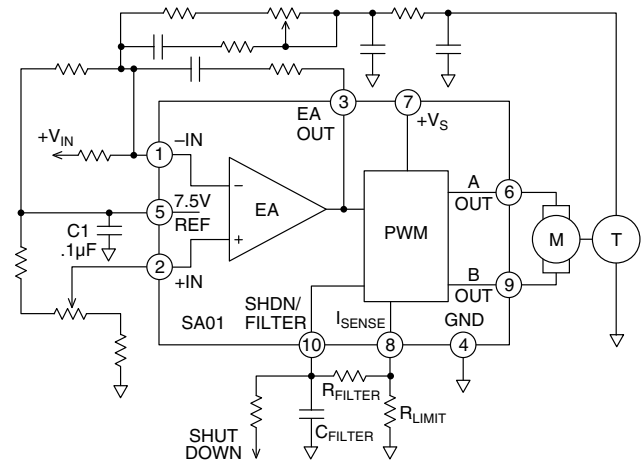 3
7
EA
OUT
+VS
+VIN
1
–IN
–
A
OUT
6
5
7.5V
REF
EA
PWM
M
T
C1
.1µF
2
+IN
+
B
OUT
9
SA01
SHDN/
FILTER
ISENSE
GND
10
8
4
RFILTER
RLIMIT
CFILTER
SHUT
DOWN